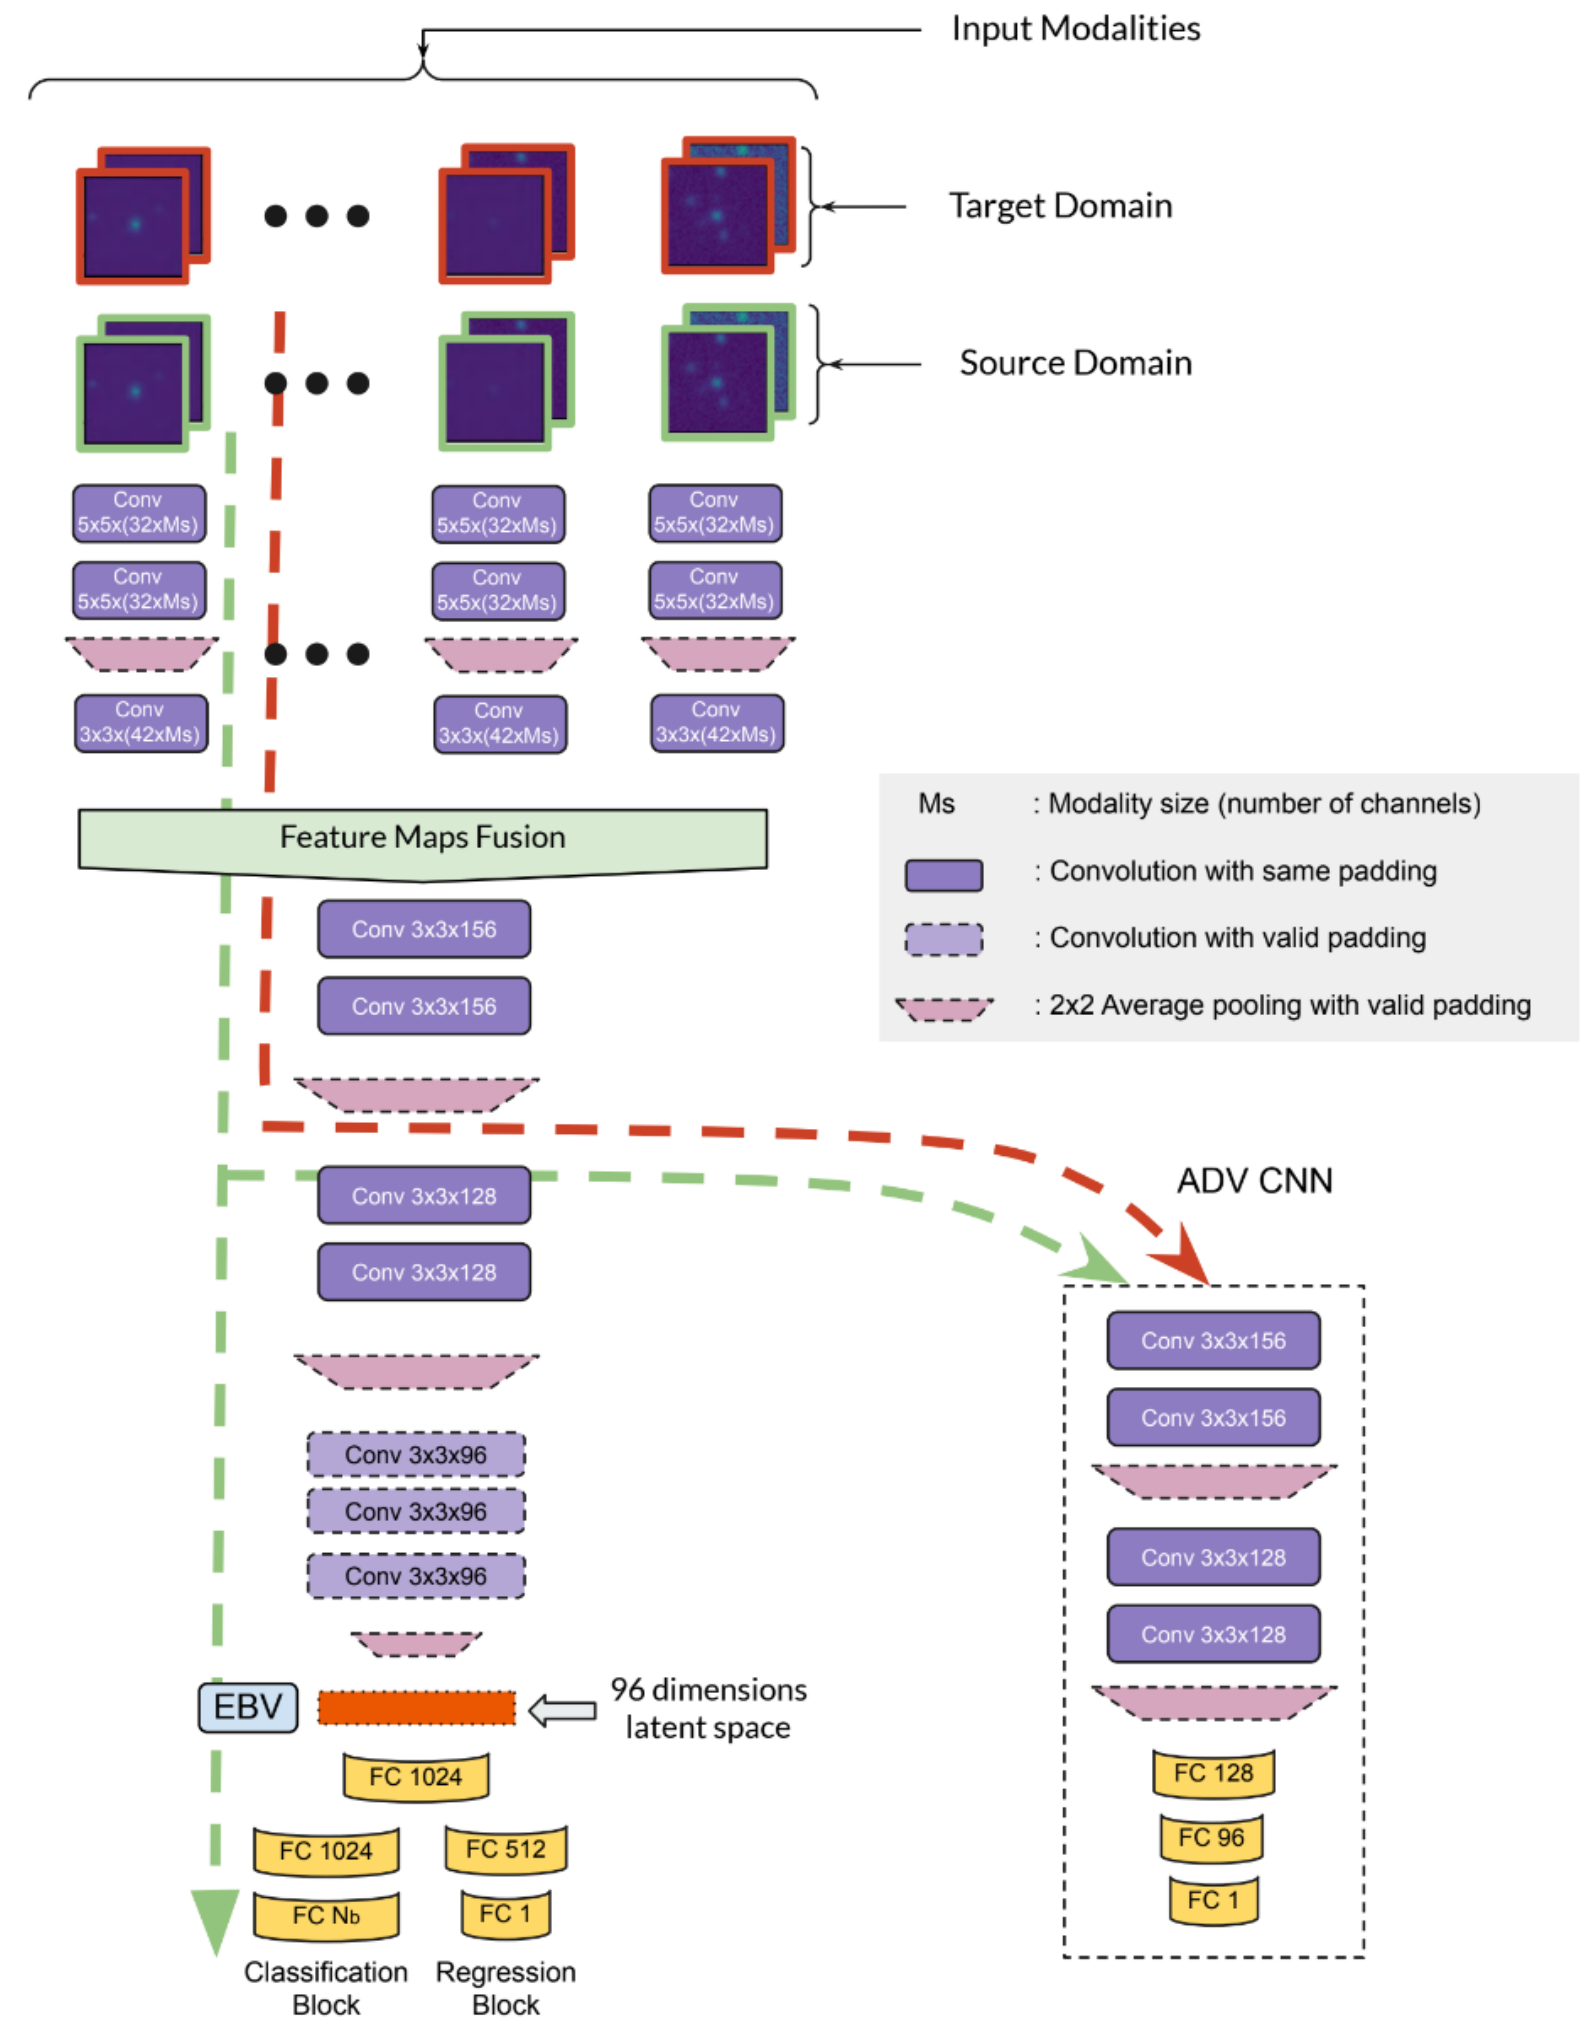 Input Modalities
Target Domain
Source Domain
Conv
5x5x(32xMs)
Conv
5x5x(32xMs)
Conv
5x5x(32xMs)
Conv
5x5x(32xMs)
Conv
5x5x(32xMs)
Conv
5x5x(32xMs)
Conv
3x3x(42xMs)
Conv
3x3x(42xMs)
Conv
3x3x(42xMs)
Ms : Modality size (number of channels)
: Convolution with same padding
: Convolution with valid padding
: 2x2 Average pooling with valid padding
Feature Maps Fusion
Conv 3x3x156
Conv 3x3x156
Conv 3x3x128
Conv 3x3x128
Conv 3x3x96
Conv 3x3x96
Conv 3x3x96
EBV
96 dimensions
latent space
FC 1024
FC 1024
FC 512
FC Nb
FC 1
Classification
Block
Regression
Block
ADV CNN
Conv 3x3x156
Conv 3x3x156
Conv 3x3x128
Conv 3x3x128
FC 128
FC 96
FC 1